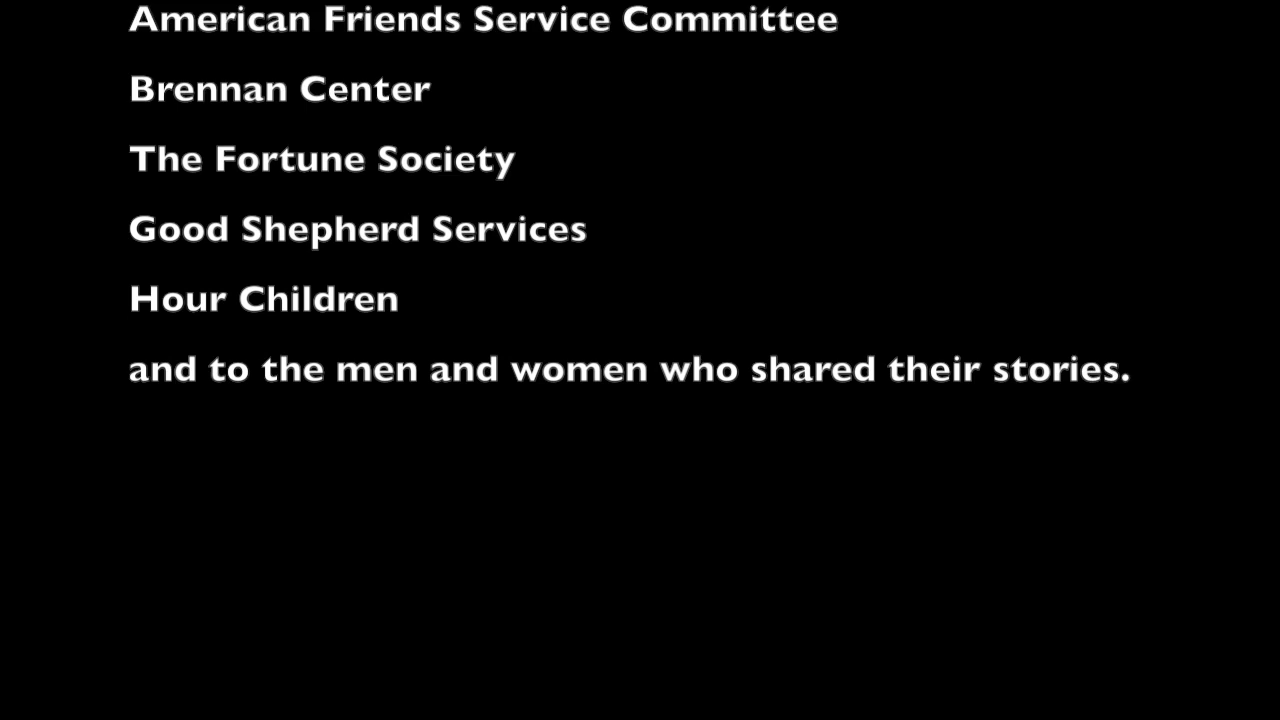 American Friends Service Committee
Brennan Center
The Fortune Society
Good Shepherd Services
Hour Children
and to the men and women who shared their stories.